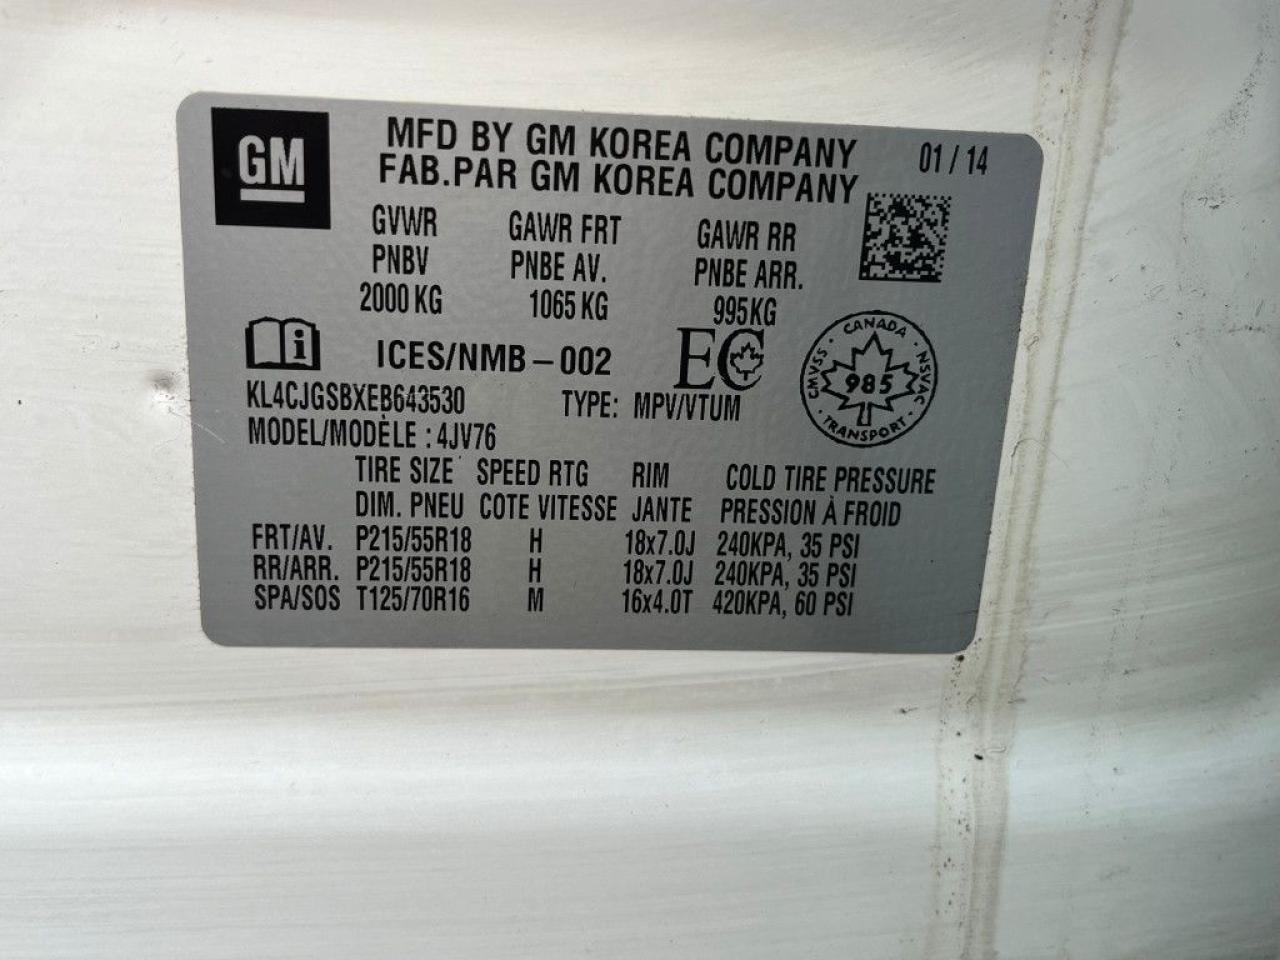 GM
MFD BY GM KOREA COMPANY 01 / 14
FAB.PAR GM KOREA COMPANY
GVWR GAWR FRT GAWR RR
PNBV PNBE AV. PNBE ARR.
2000 KG 1065 KG 995KG
i ICES/NMB-002 EC
CANADA
CMVSS 985 NSVAC
TRANSPORT
KL4CJGSBXEB643530 TYPE: MPV/VTUM
MODEL/MODÈLE : 4JV76
TIRE SIZE SPEED RTG RIM COLD TIRE PRESSURE
DIM. PNEU COTE VITESSE JANTE PRESSION À FROID
FRT/AV. P215/55R18 H 18x7.0J 240KPA, 35 PSI
RR/ARR. P215/55R18 H 18x7.0J 240KPA, 35 PSI
SPA/SOS T125/70R16 M 16x4.0T 420KPA, 60 PSI